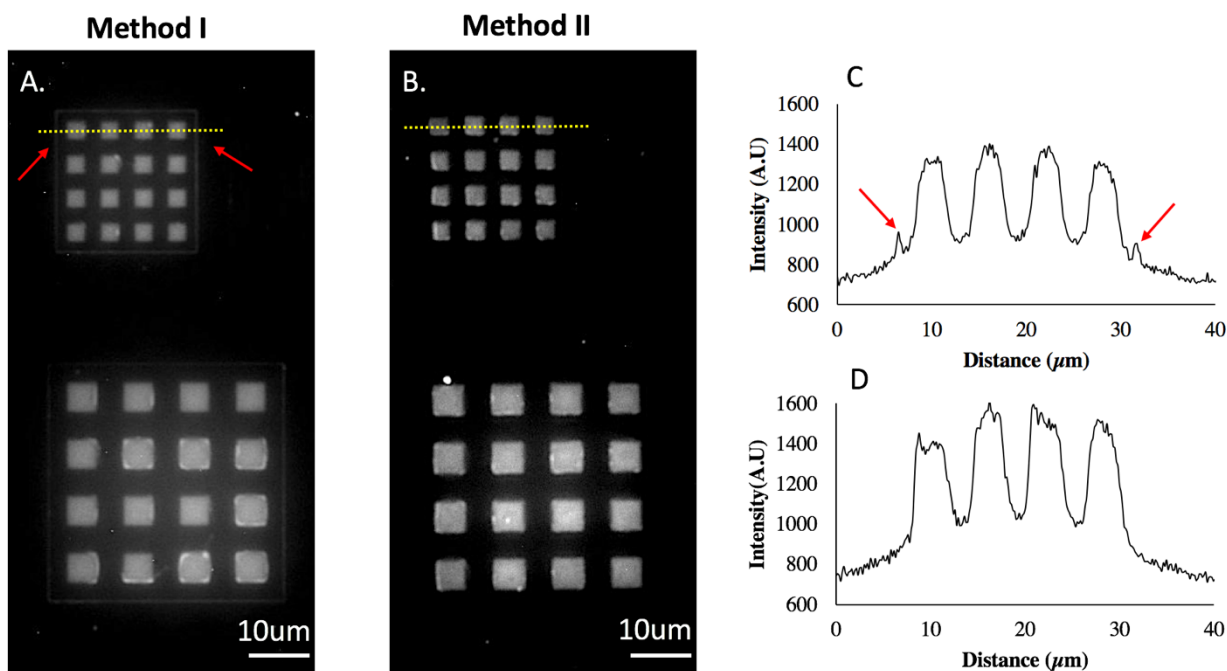 Method I
Method II
A.
10um
B.
10um
C
1600
1400
1200
1000
800
600
Intensity (A.U)
0 10 20 30 40
Distance (µm)
D
1600
1400
1200
1000
800
600
Intensity(A.U)
0 10 20 30 40
Distance (µm)